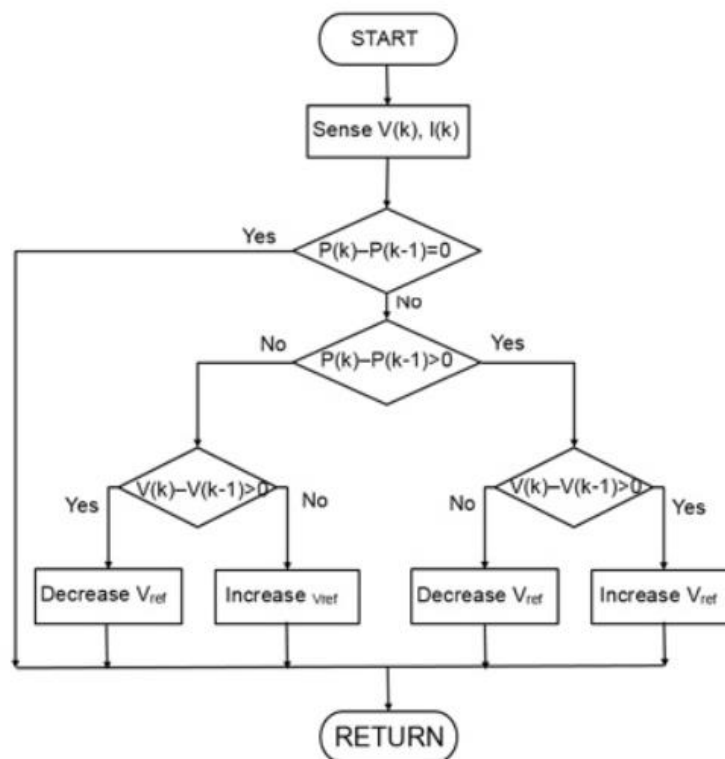 START
Sense V(k), I(k)
Yes
P(k)–P(k-1)=0
No
No
P(k)–P(k-1)>0
Yes
V(k)–V(k-1)>0
V(k)–V(k-1)>0
Yes
No
No
Yes
Decrease Vref
Increase Vref
Decrease Vref
Increase Vref
RETURN